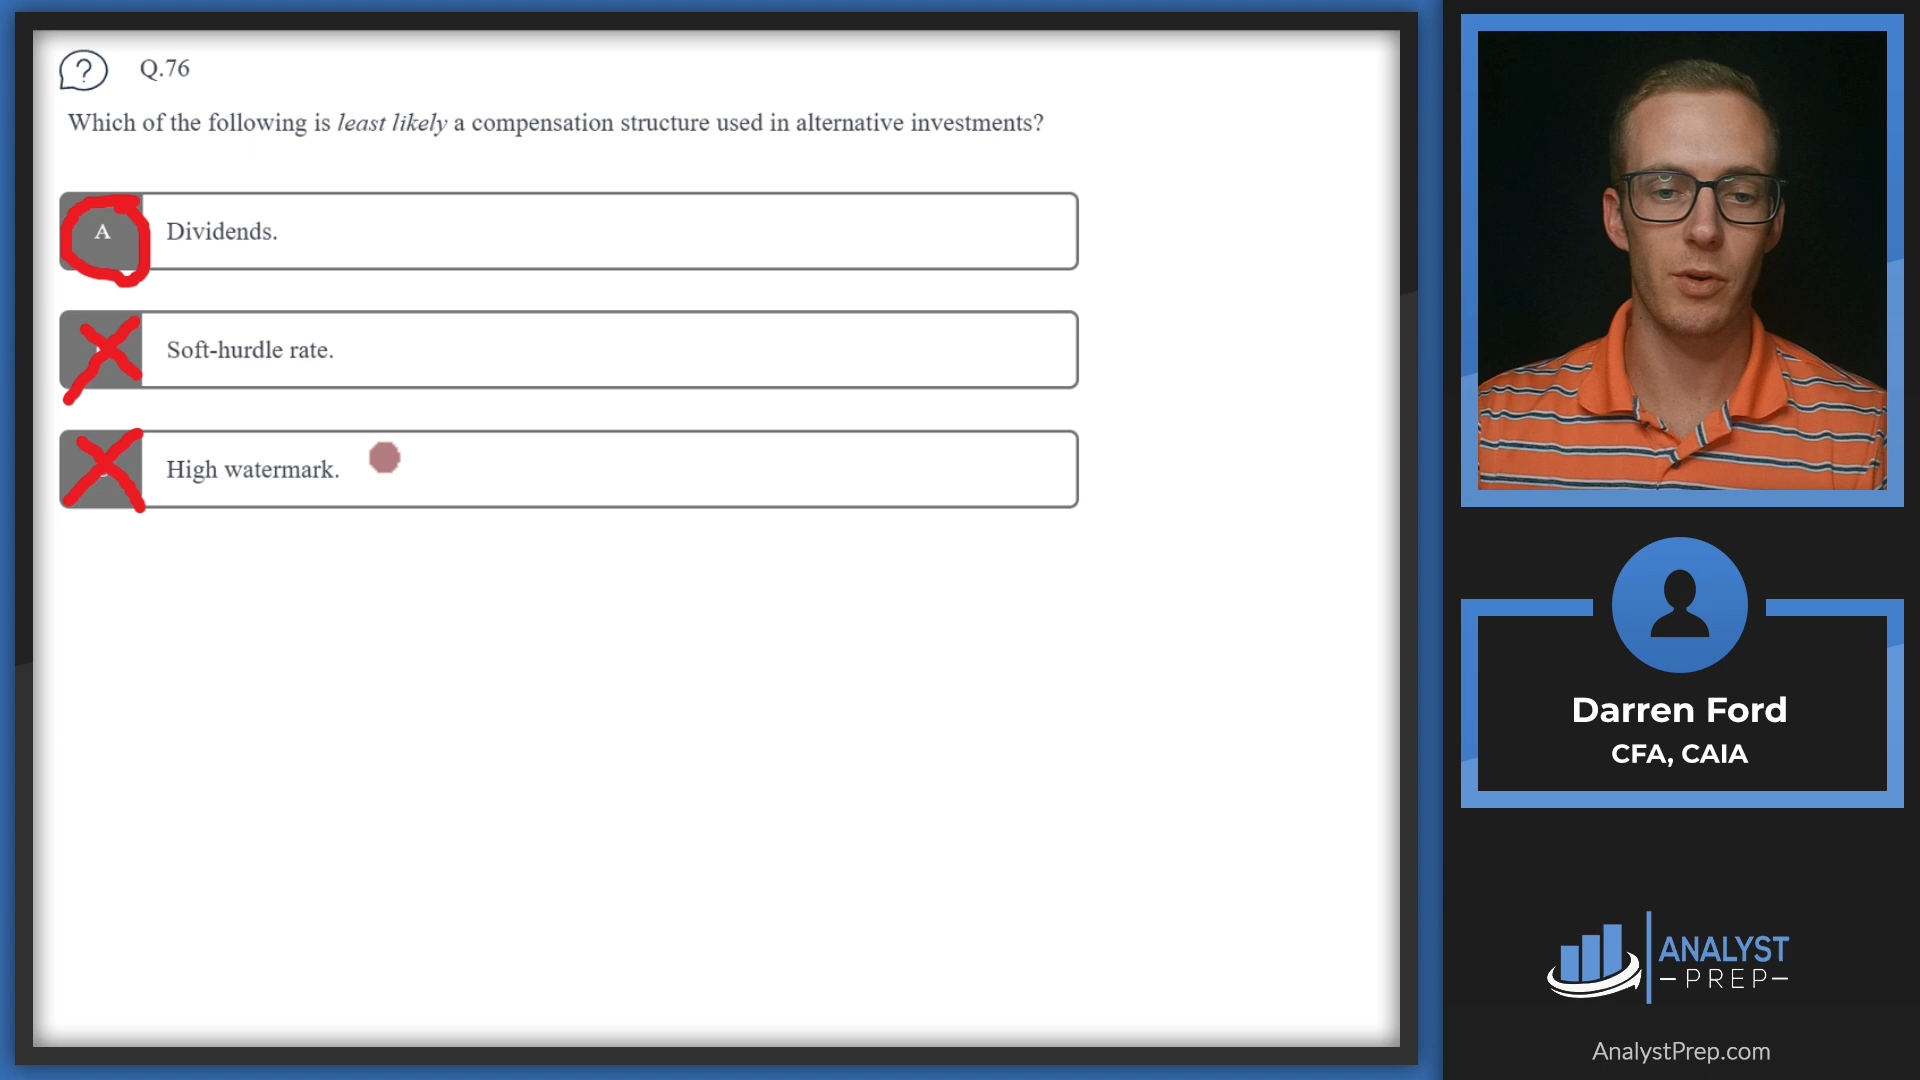 ?
Q.76
Which of the following is least likely a compensation structure used in alternative investments?
A
Dividends.
Soft-hurdle rate.
High watermark.
Darren Ford
CFA, CAIA
ANALYST
PREP
AnalystPrep.com